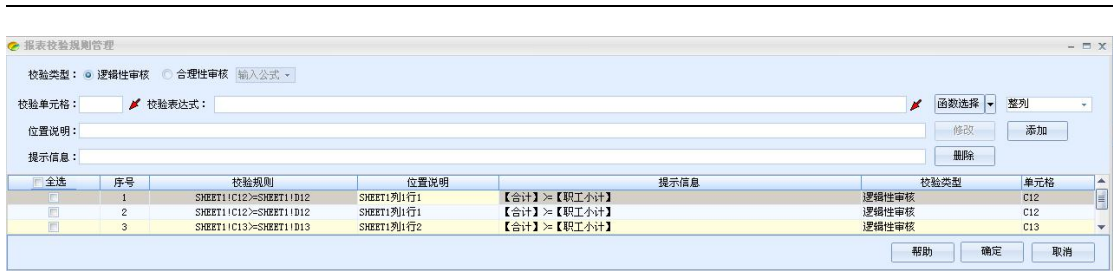 报表校验规则管理
校验类型： 逻辑性审核 合理性审核 输入公式
校验单元格： 校验表达式： 函数选择 整列
位置说明： 修改 添加
提示信息： 删除
全选 序号 校验规则 位置说明 提示信息 校验类型 单元格
1 SHEET1!C12>=SHEET1!D12 SHEET1列1行1 【合计】>=【职工小计】 逻辑性审核 C12
2 SHEET1!C12>=SHEET1!D12 SHEET1列1行1 【合计】>=【职工小计】 逻辑性审核 C12
3 SHEET1!C13>=SHEET1!D13 SHEET1列1行2 【合计】>=【职工小计】 逻辑性审核 C13
帮助 确定 取消